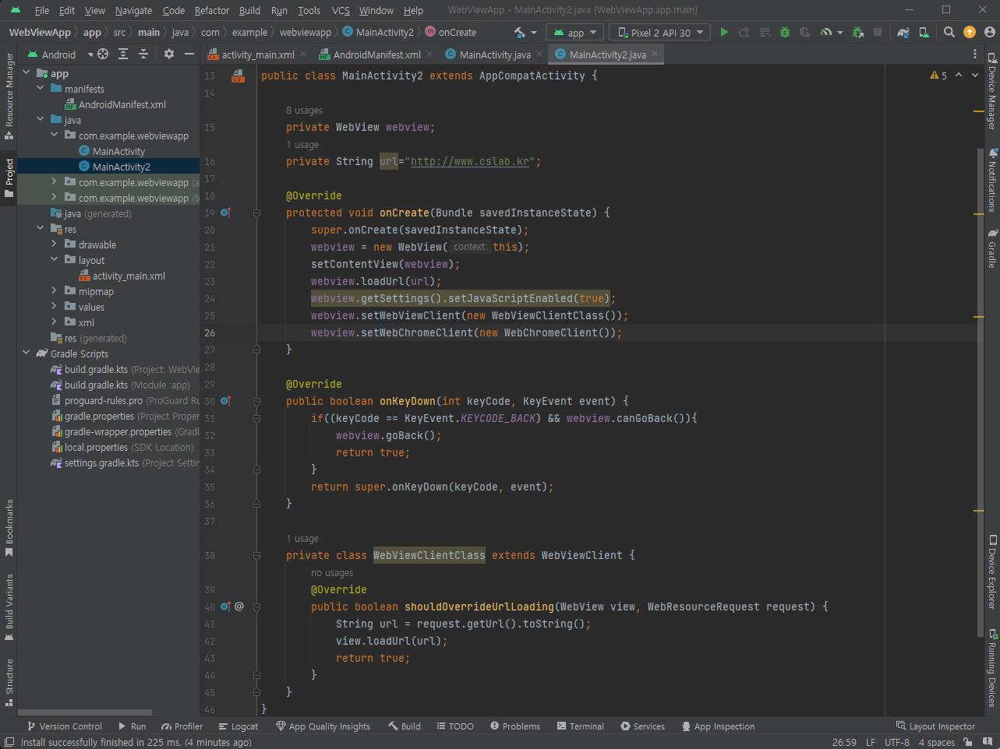 File Edit View Navigate Code Refactor Build Run Tools VCS Window Help WebViewApp - MainActivity2.java [WebViewApp.app.main]
WebViewApp app src main java com example webviewapp MainActivity2 onCreate app Pixel 2 API 30
Android activity_main.xml AndroidManifest.xml MainActivity.java MainActivity2.java
Resource Manager
Project
Bookmarks
Build Variants
Structure
app
manifests
AndroidManifest.xml
java
com.example.webviewapp
MainActivity
MainActivity2
com.example.webviewapp (a
com.example.webviewapp (t
java (generated)
res
drawable
layout
activity_main.xml
mipmap
values
xml
res (generated)
Gradle Scripts
build.gradle.kts (Project: WebVie
build.gradle.kts (Module :app)
proguard-rules.pro (ProGuard Ru
gradle.properties (Project Proper
gradle-wrapper.properties (Gradl
local.properties (SDK Location)
settings.gradle.kts (Project Settin
5
13 public class MainActivity2 extends AppCompatActivity {
14
8 usages
15 private WebView webview;
1 usage
16 private String url="http://www.cslab.kr";
17
18 @Override
19 protected void onCreate(Bundle savedInstanceState) {
20 super.onCreate(savedInstanceState);
21 webview = new WebView( context: this);
22 setContentView(webview);
23 webview.loadUrl(url);
24 webview.getSettings().setJavaScriptEnabled(true);
25 webview.setWebViewClient(new WebViewClientClass());
26 webview.setWebChromeClient(new WebChromeClient());
27 }
28
29 @Override
30 public boolean onKeyDown(int keyCode, KeyEvent event) {
31 if((keyCode == KeyEvent.KEYCODE_BACK) && webview.canGoBack()){
32 webview.goBack();
33 return true;
34 }
35 return super.onKeyDown(keyCode, event);
36 }
37
1 usage
38 private class WebViewClientClass extends WebViewClient {
no usages
39 @Override
40 @ public boolean shouldOverrideUrlLoading(WebView view, WebResourceRequest request) {
41 String url = request.getUrl().toString();
42 view.loadUrl(url);
43 return true;
44 }
45 }
46 }
Device Manager
Notifications
Gradle
Device Explorer
Running Devices
Version Control Run Profiler Logcat App Quality Insights Build TODO Problems Terminal Services App Inspection Layout Inspector
Install successfully finished in 225 ms. (4 minutes ago) 26:59 LF UTF-8 4 spaces